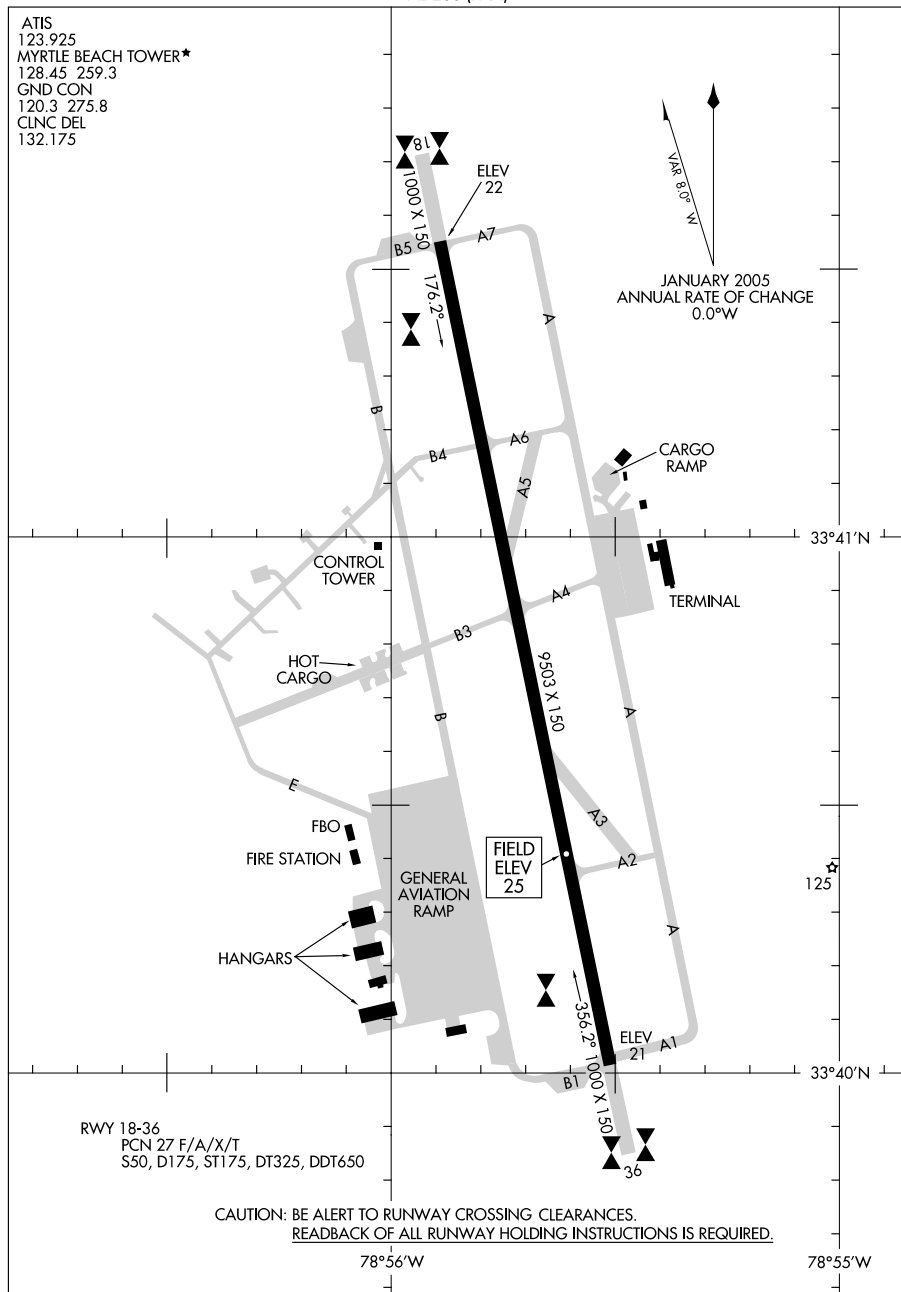 ATIS
123.925
MYRTLE BEACH TOWER★
128.45 259.3
GND CON
120.3 275.8
CLNC DEL
132.175
18
1000 X 150
ELEV
22
VAR 8.0° W
JANUARY 2005
ANNUAL RATE OF CHANGE
0.0°W
B5
A7
176.2°
A
B
B4
A6
A5
CARGO
RAMP
33°41'N
CONTROL
TOWER
TERMINAL
A4
B3
HOT
CARGO
9503 X 150
B
A
E
A3
FBO
FIRE STATION
FIELD
ELEV
25
A2
125
GENERAL
AVIATION
RAMP
A
HANGARS
356.2°
ELEV
21
A1
B1
1000 X 150
33°40'N
36
RWY 18-36
PCN 27 F/A/X/T
S50, D175, ST175, DT325, DDT650
CAUTION: BE ALERT TO RUNWAY CROSSING CLEARANCES.
READBACK OF ALL RUNWAY HOLDING INSTRUCTIONS IS REQUIRED.
78°56'W
78°55'W